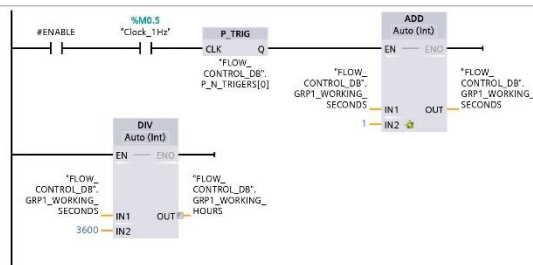 %M0.5
#ENABLE
"Clock_1Hz"
P_TRIG
CLK Q
"FLOW_
CONTROL_DB".
P_N_TRIGERS[0]
ADD
Auto (Int)
EN ENO
"FLOW_
CONTROL_DB".
GRP1_WORKING_
SECONDS IN1
1 IN2
OUT
"FLOW_
CONTROL_DB".
GRP1_WORKING_
SECONDS
DIV
Auto (Int)
EN ENO
"FLOW_
CONTROL_DB".
GRP1_WORKING_
SECONDS IN1
3600 IN2
OUT
"FLOW_
CONTROL_DB".
GRP1_WORKING_
HOURS